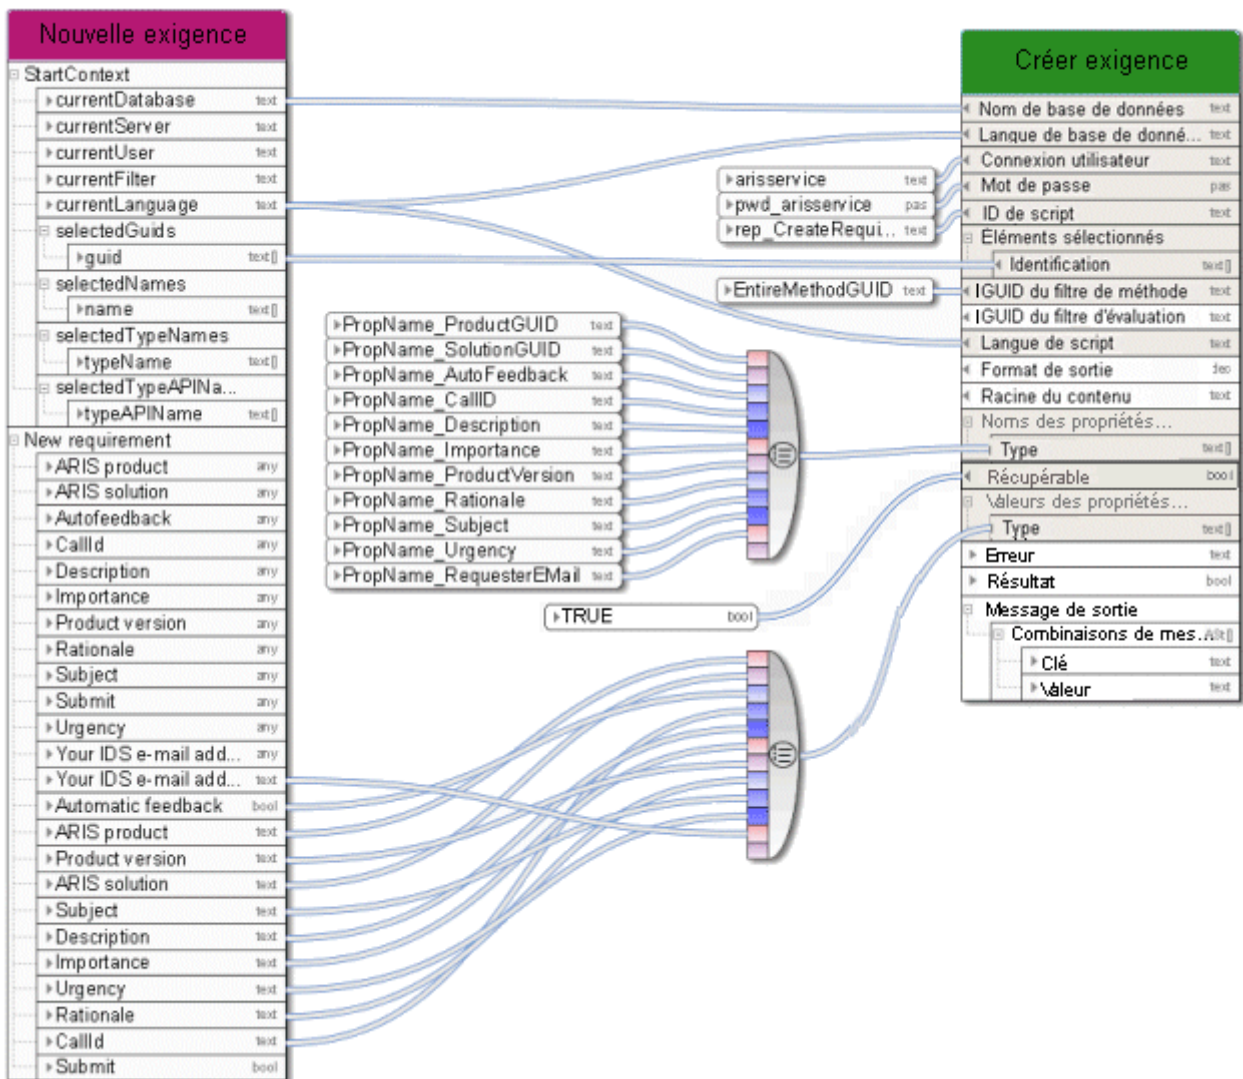 Nouvelle exigence
StartContext
currentDatabase text
currentServer text
currentUser text
currentFilter text
currentLanguage text
selectedGuids
guid text[]
selectedNames
name text[]
selectedTypeNames
typeName text[]
selectedTypeAPINa...
typeAPIName text[]
New requirement
ARIS product any
ARIS solution any
Autofeedback any
CallId any
Description any
Importance any
Product version any
Rationale any
Subject any
Submit any
Urgency any
Your IDS e-mail add... any
Your IDS e-mail add... text
Automatic feedback bool
ARIS product text
Product version text
ARIS solution text
Subject text
Description text
Importance text
Urgency text
Rationale text
CallId text
Submit bool
arisservice text
pwd_arisservice pas
rep_CreateRequi... text
EntireMethodGUID text
PropName_ProductGUID text
PropName_SolutionGUID text
PropName_AutoFeedback text
PropName_CallID text
PropName_Description text
PropName_Importance text
PropName_ProductVersion text
PropName_Rationale text
PropName_Subject text
PropName_Urgency text
PropName_RequesterEMail text
TRUE bool
Créer exigence
Nom de base de données text
Langue de base de donné... text
Connexion utilisateur text
Mot de passe pas
ID de script text
Éléments sélectionnés
Identification text[]
IGUID du filtre de méthode text
IGUID du filtre d'évaluation text
Langue de script text
Format de sortie
Racine du contenu text
Noms des propriétés...
Type text[]
Récupérable bool
Valeurs des propriétés...
Type text[]
Erreur text
Résultat bool
Message de sortie
Combinaisons de mes...
Clé text
Valeur text